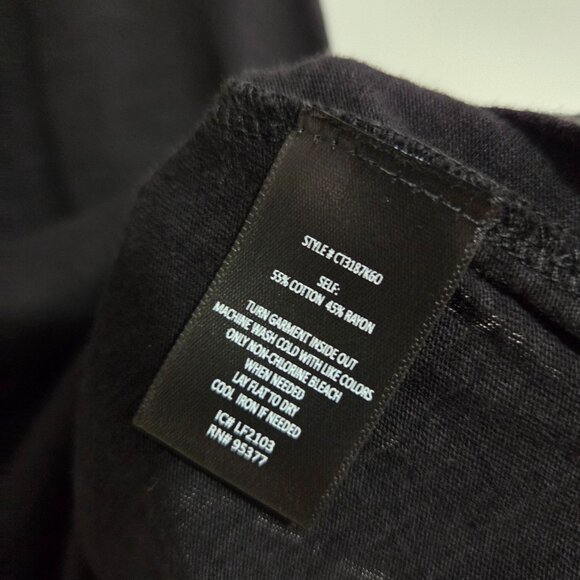 STYLE # CT3187K60
SELF:
55% COTTON 45% RAYON
TURN GARMENT INSIDE OUT
MACHINE WASH COLD WITH LIKE COLORS
ONLY NON-CHLORINE BLEACH
WHEN NEEDED
LAY FLAT TO DRY
COOL IRON IF NEEDED
IC# LF2103
RN# 95377